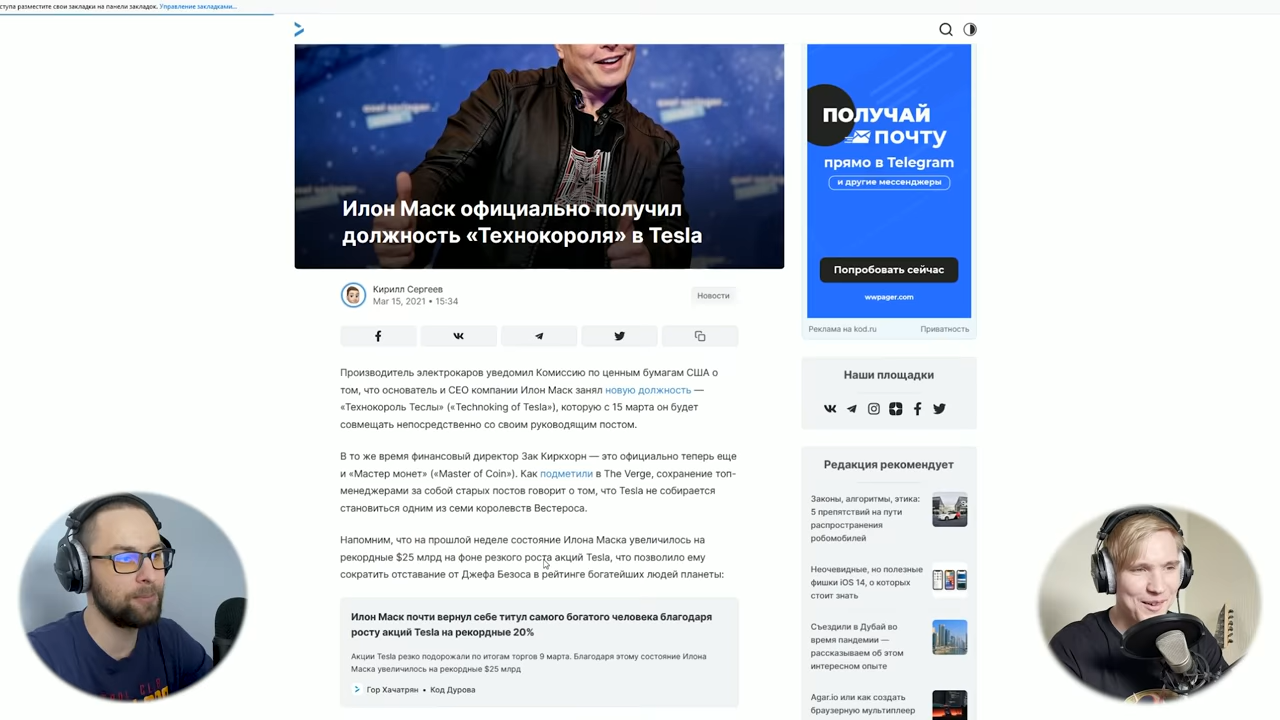 ступа разместите свои закладки на панели закладок. Управление закладками...
Илон Маск официально получил
должность «Технокороля» в Tesla
Кирилл Сергеев
Mar 15, 2021 • 15:34
Новости
Производитель электрокаров уведомил Комиссию по ценным бумагам США о
том, что основатель и CEO компании Илон Маск занял новую должность —
«Технокороль Теслы» («Technoking of Tesla»), которую с 15 марта он будет
совмещать непосредственно со своим руководящим постом.
В то же время финансовый директор Зак Киркхорн — это официально теперь еще
и «Мастер монет» («Master of Coin»). Как подметили в The Verge, сохранение топ-
менеджерами за собой старых постов говорит о том, что Tesla не собирается
становиться одним из семи королевств Вестероса.
Напомним, что на прошлой неделе состояние Илона Маска увеличилось на
рекордные $25 млрд на фоне резкого роста акций Tesla, что позволило ему
сократить отставание от Джефа Безоса в рейтинге богатейших людей планеты:
Илон Маск почти вернул себе титул самого богатого человека благодаря
росту акций Tesla на рекордные 20%
Акции Tesla резко подорожали по итогам торгов 9 марта. Благодаря этому состояние Илона
Маска увеличилось на рекордные $25 млрд
Гор Хачатрян • Код Дурова
ПОЛУЧАЙ
ПОЧТУ
прямо в Telegram
и другие мессенджеры
Попробовать сейчас
wwpager.com
Реклама на kod.ru
Приватность
Наши площадки
Редакция рекомендует
Законы, алгоритмы, этика:
5 препятствий на пути
распространения
робомобилей
Неочевидные, но полезные
фишки iOS 14, о которых
стоит знать
Съездили в Дубай во
время пандемии —
рассказываем об этом
интересном опыте
Agar.io или как создать
браузерную мультиплеер